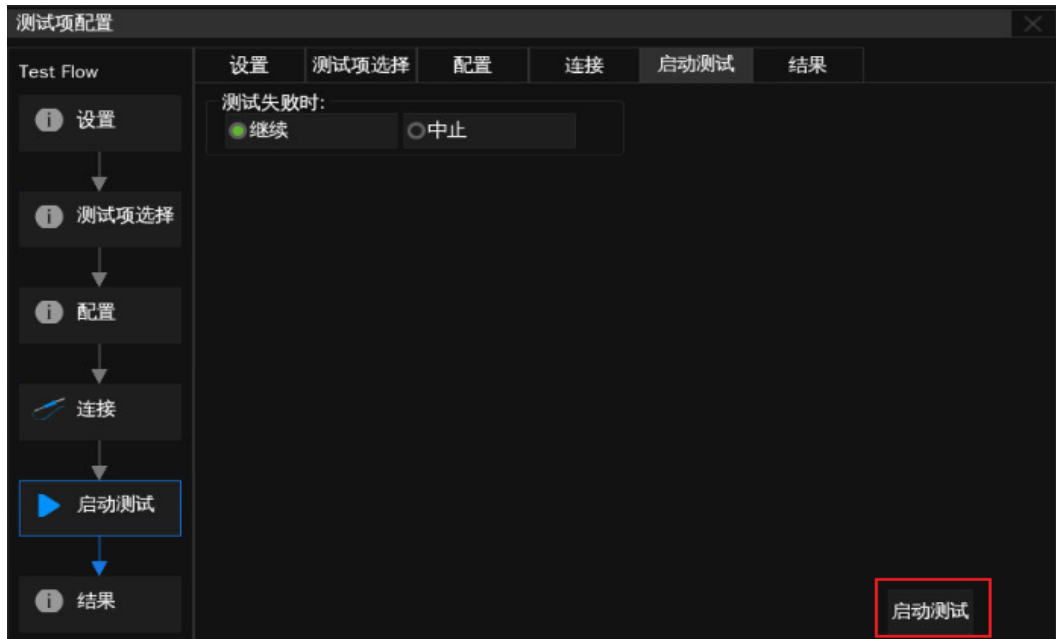 测试项配置
Test Flow
设置
测试项选择
配置
连接
启动测试
结果
设置 测试项选择 配置 连接 启动测试 结果
测试失败时:
继续 中止
启动测试